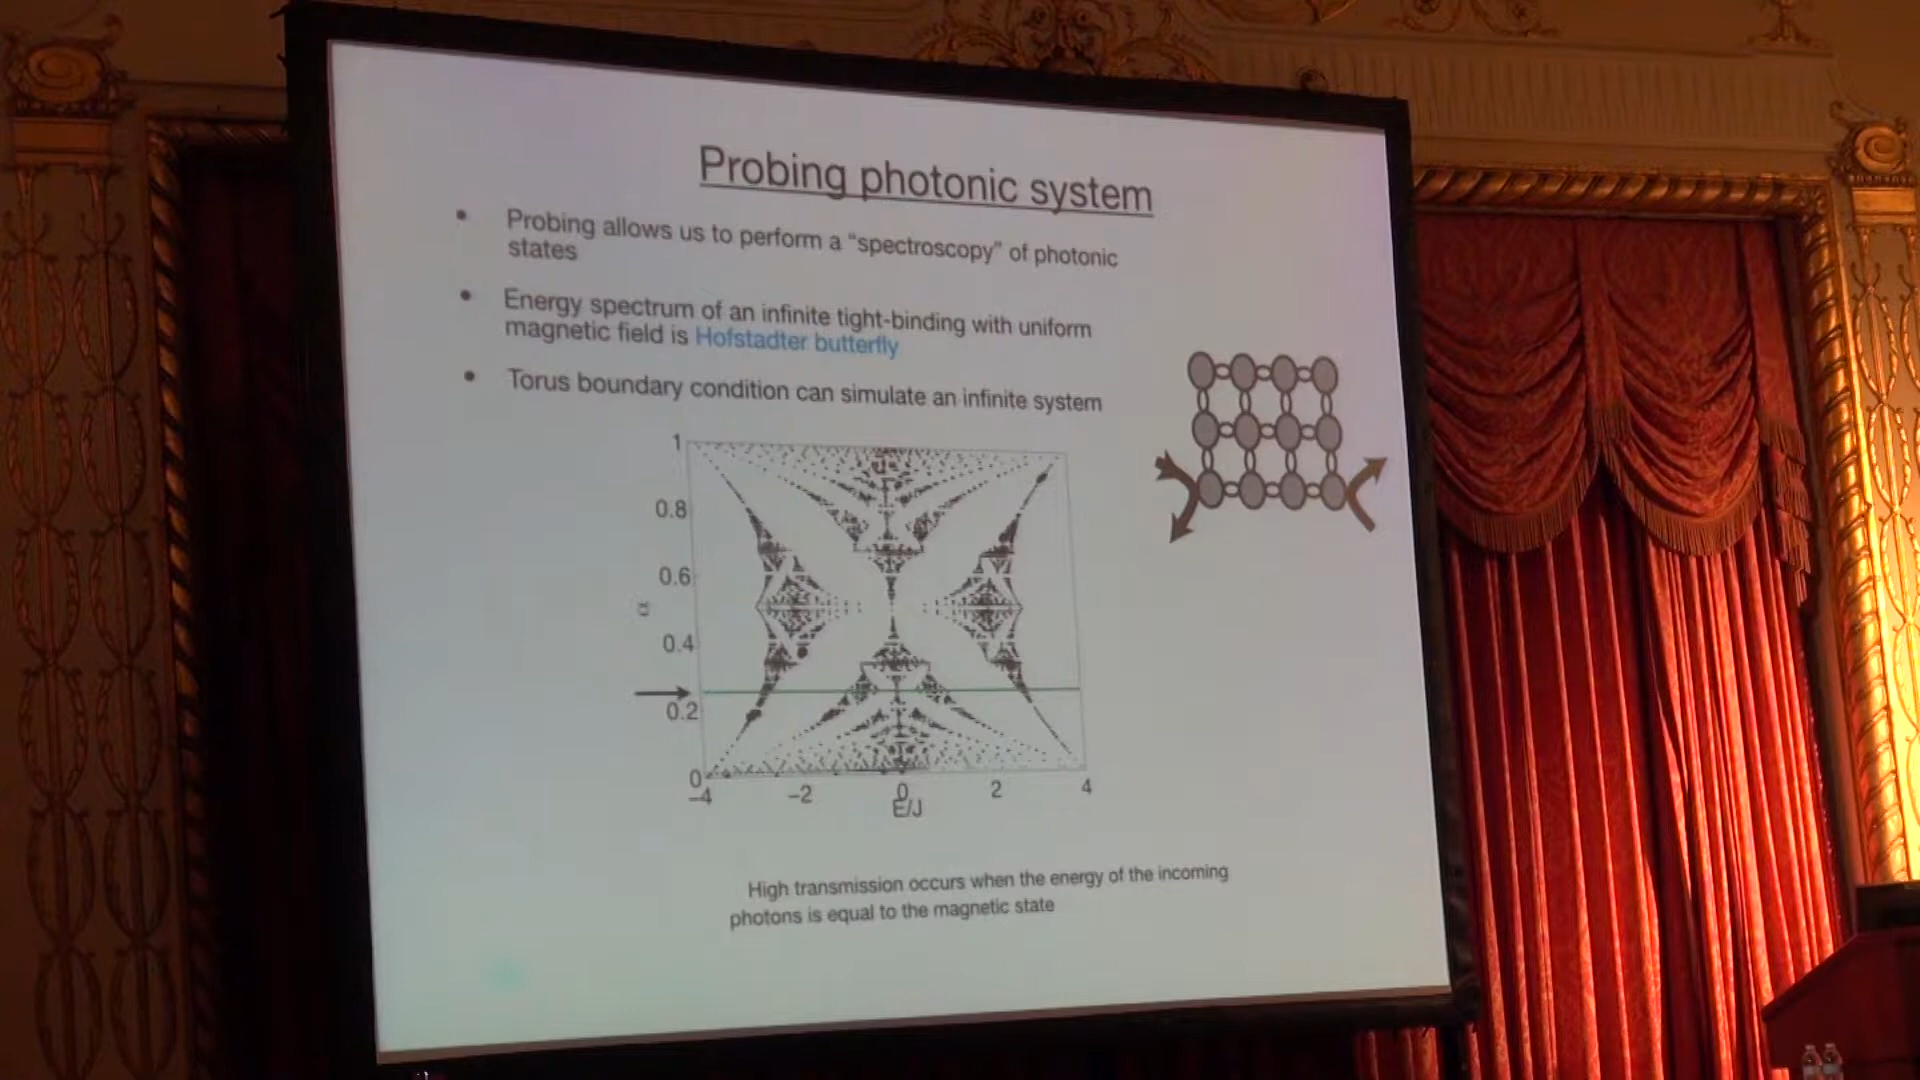 Probing photonic system
• Probing allows us to perform a “spectroscopy” of photonic
states
• Energy spectrum of an infinite tight-binding with uniform
magnetic field is Hofstadter butterfly
• Torus boundary condition can simulate an infinite system
1
0.8
0.6
α
0.4
0.2
0
−4 −2 0 2 4
E/J
High transmission occurs when the energy of the incoming
photons is equal to the magnetic state